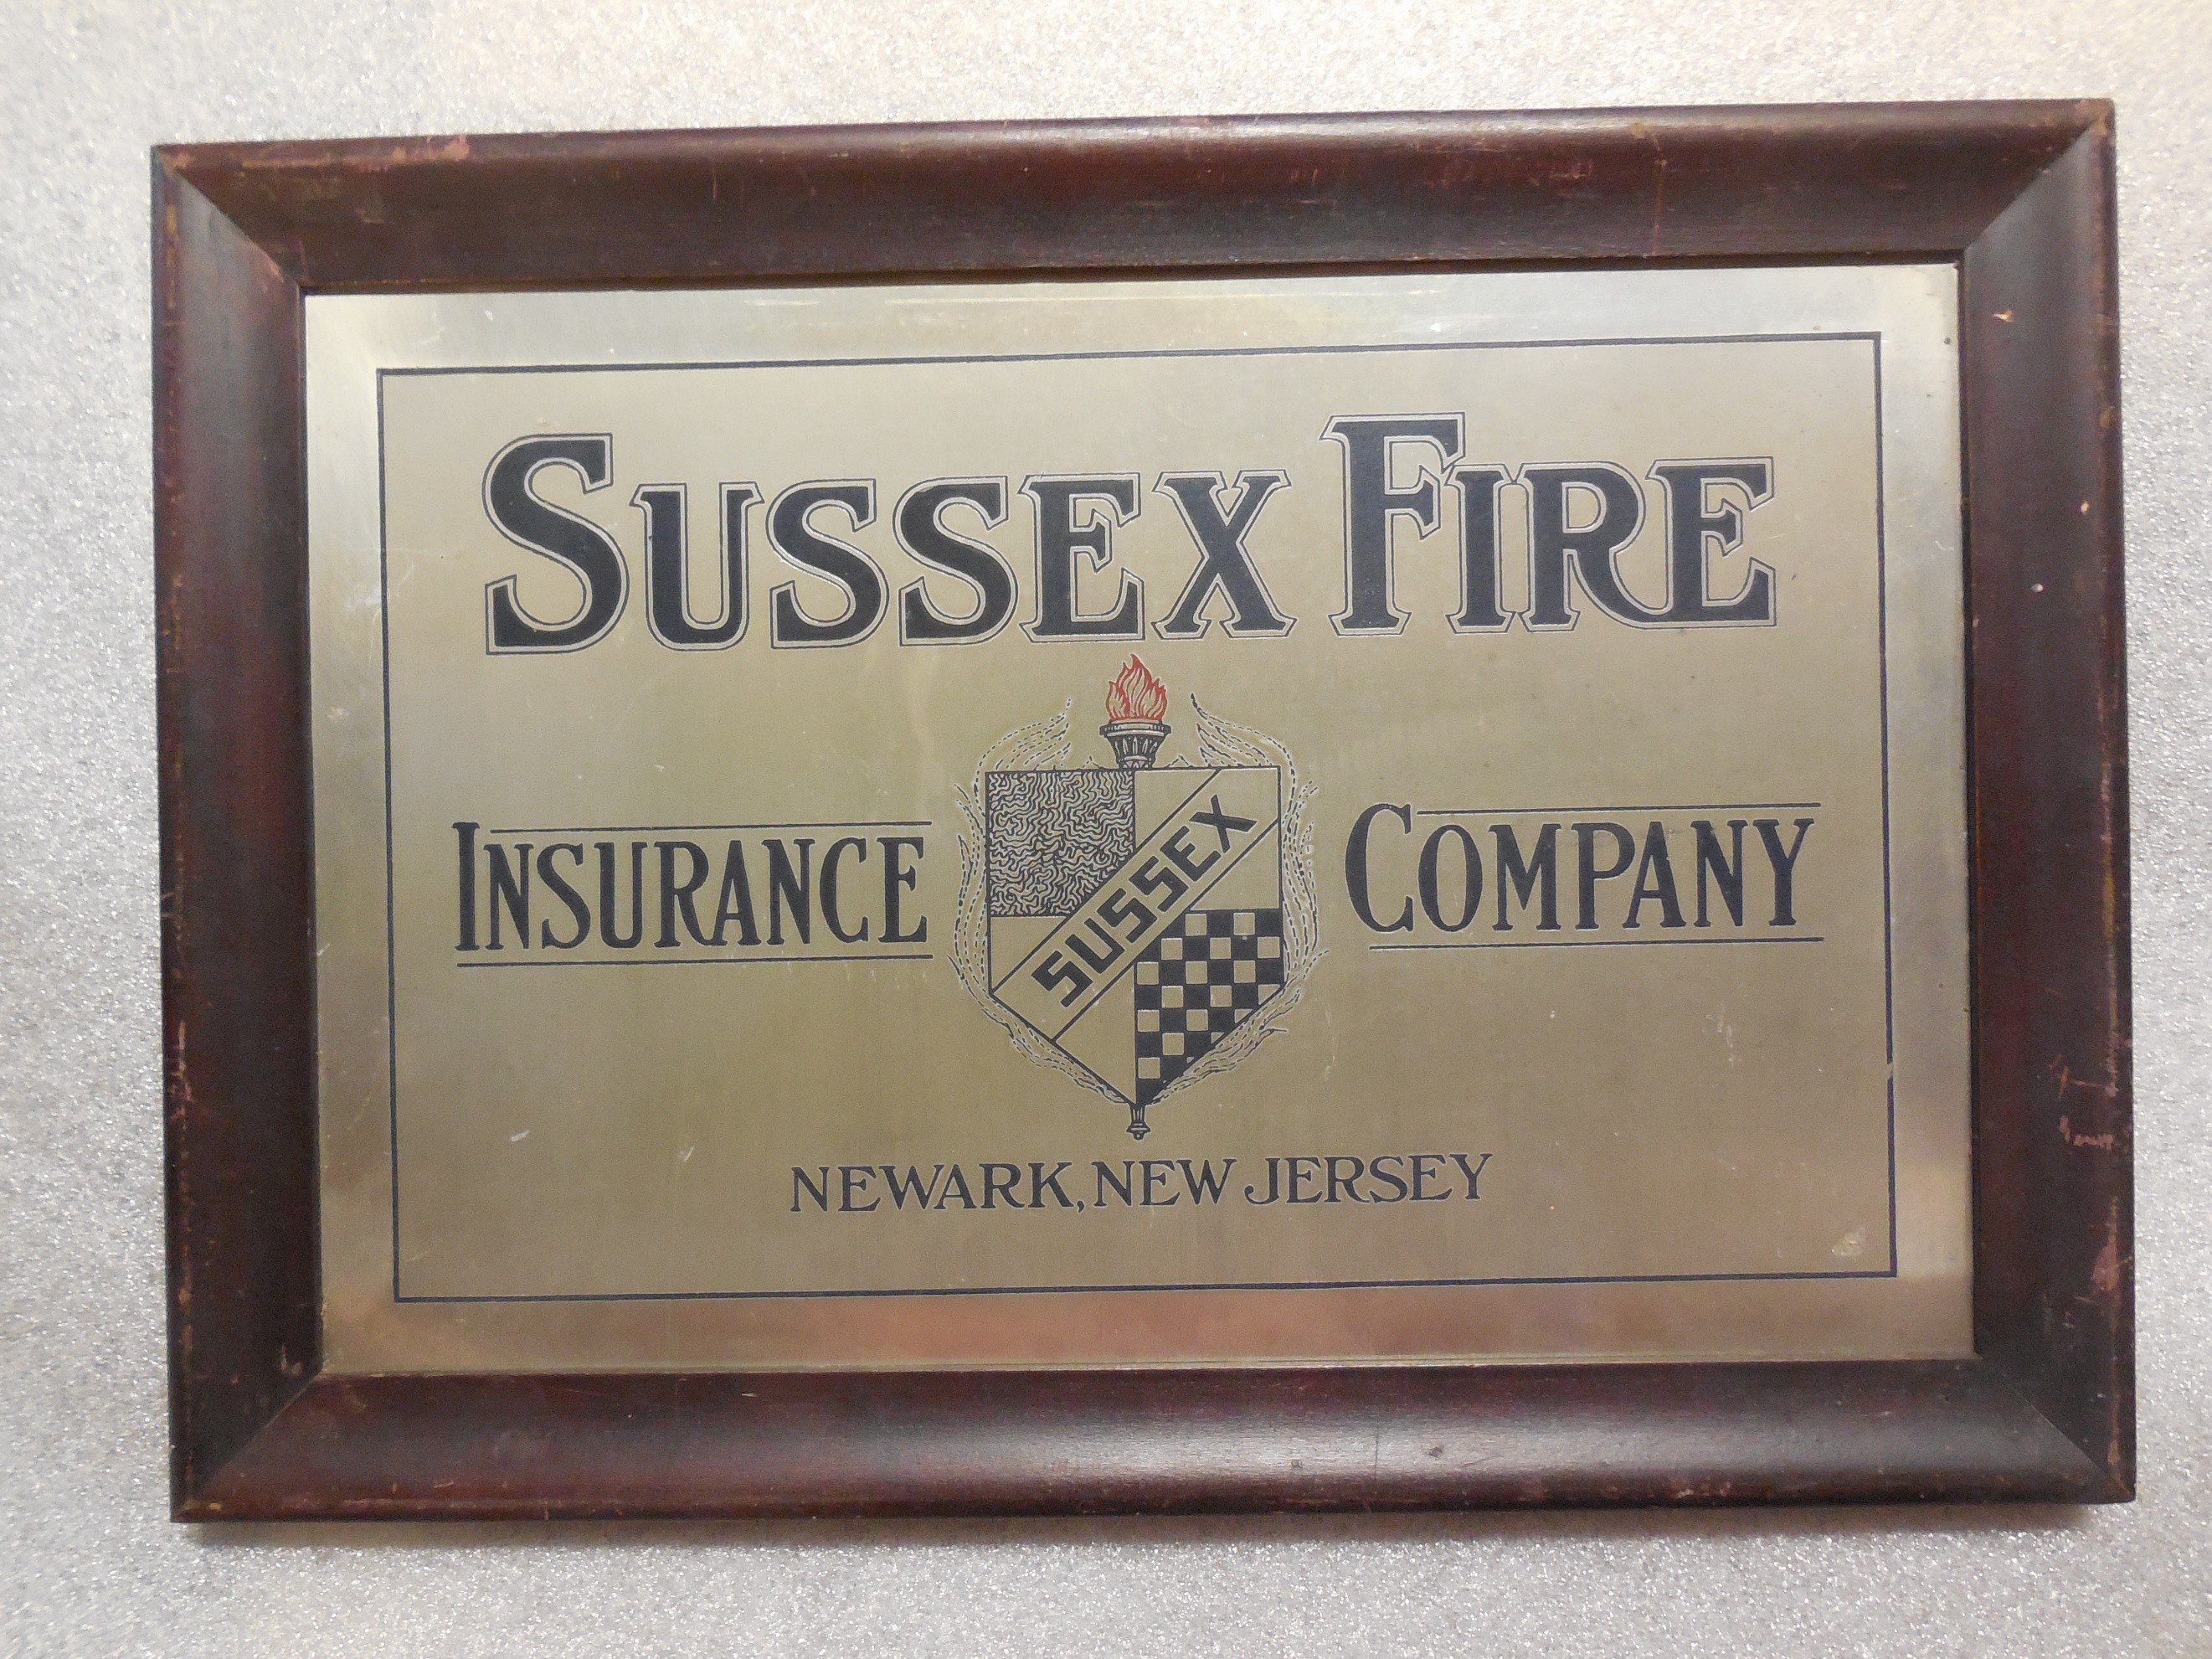 SUSSEX FIRE
INSURANCE COMPANY
SUSSEX
NEWARK, NEW JERSEY